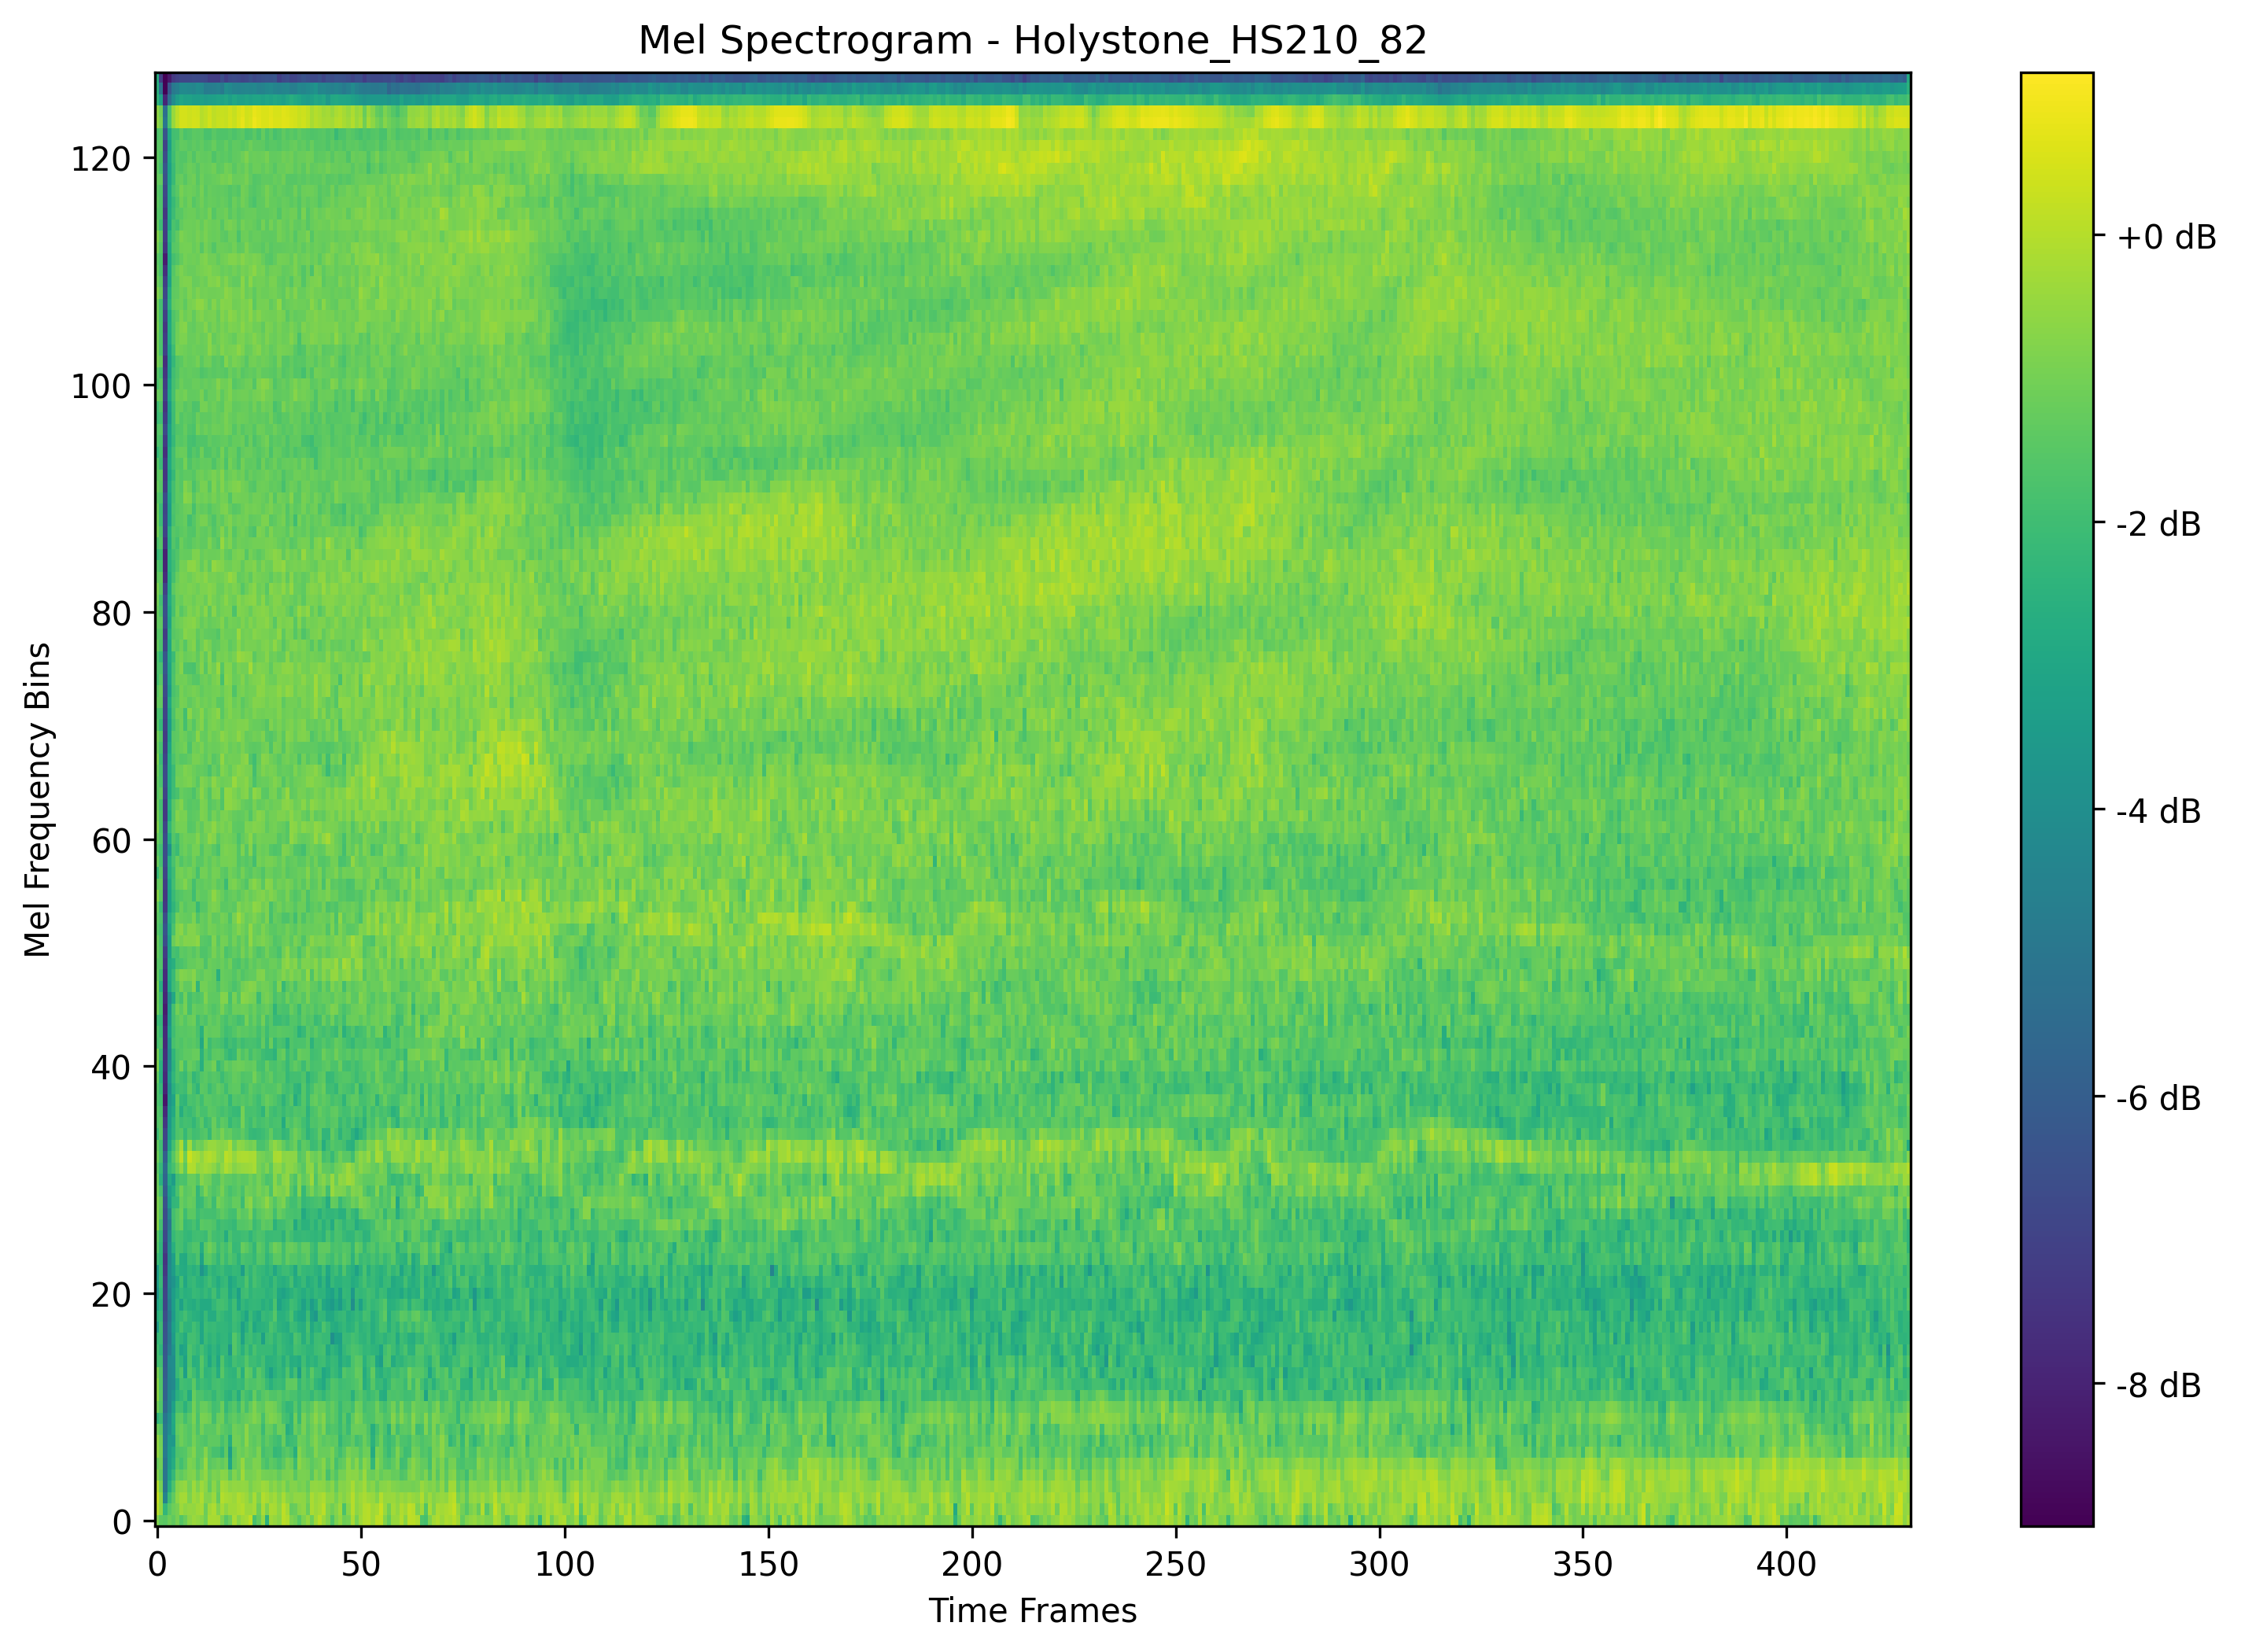 Mel Spectrogram - Holystone_HS210_82
Mel Frequency Bins
120
100
80
60
40
20
0
0 50 100 150 200 250 300 350 400
Time Frames
+0 dB
-2 dB
-4 dB
-6 dB
-8 dB